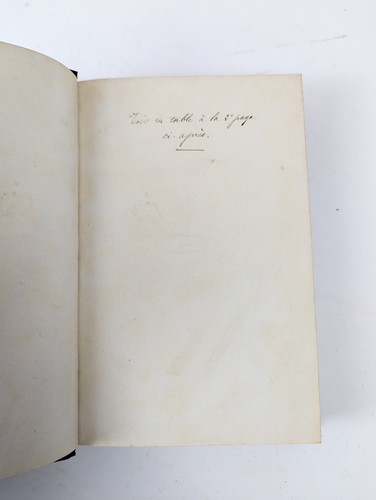 Voir la table à la 2e page
ci-après.